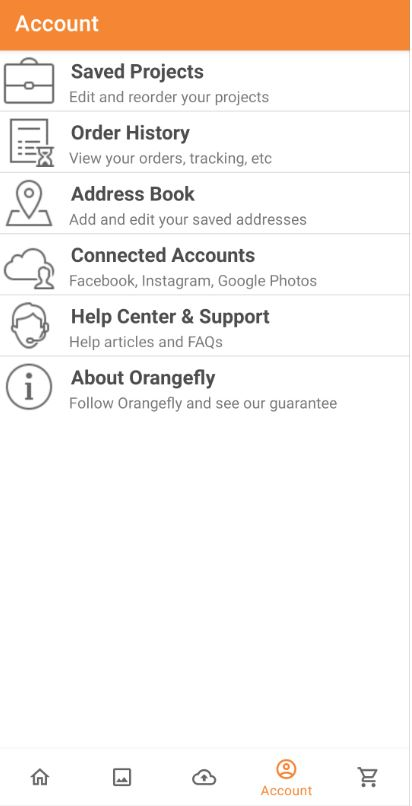 Account
Saved Projects
Edit and reorder your projects
Order History
View your orders, tracking, etc
Address Book
Add and edit your saved addresses
Connected Accounts
Facebook, Instagram, Google Photos
Help Center & Support
Help articles and FAQs
About Orangefly
Follow Orangefly and see our guarantee
Account